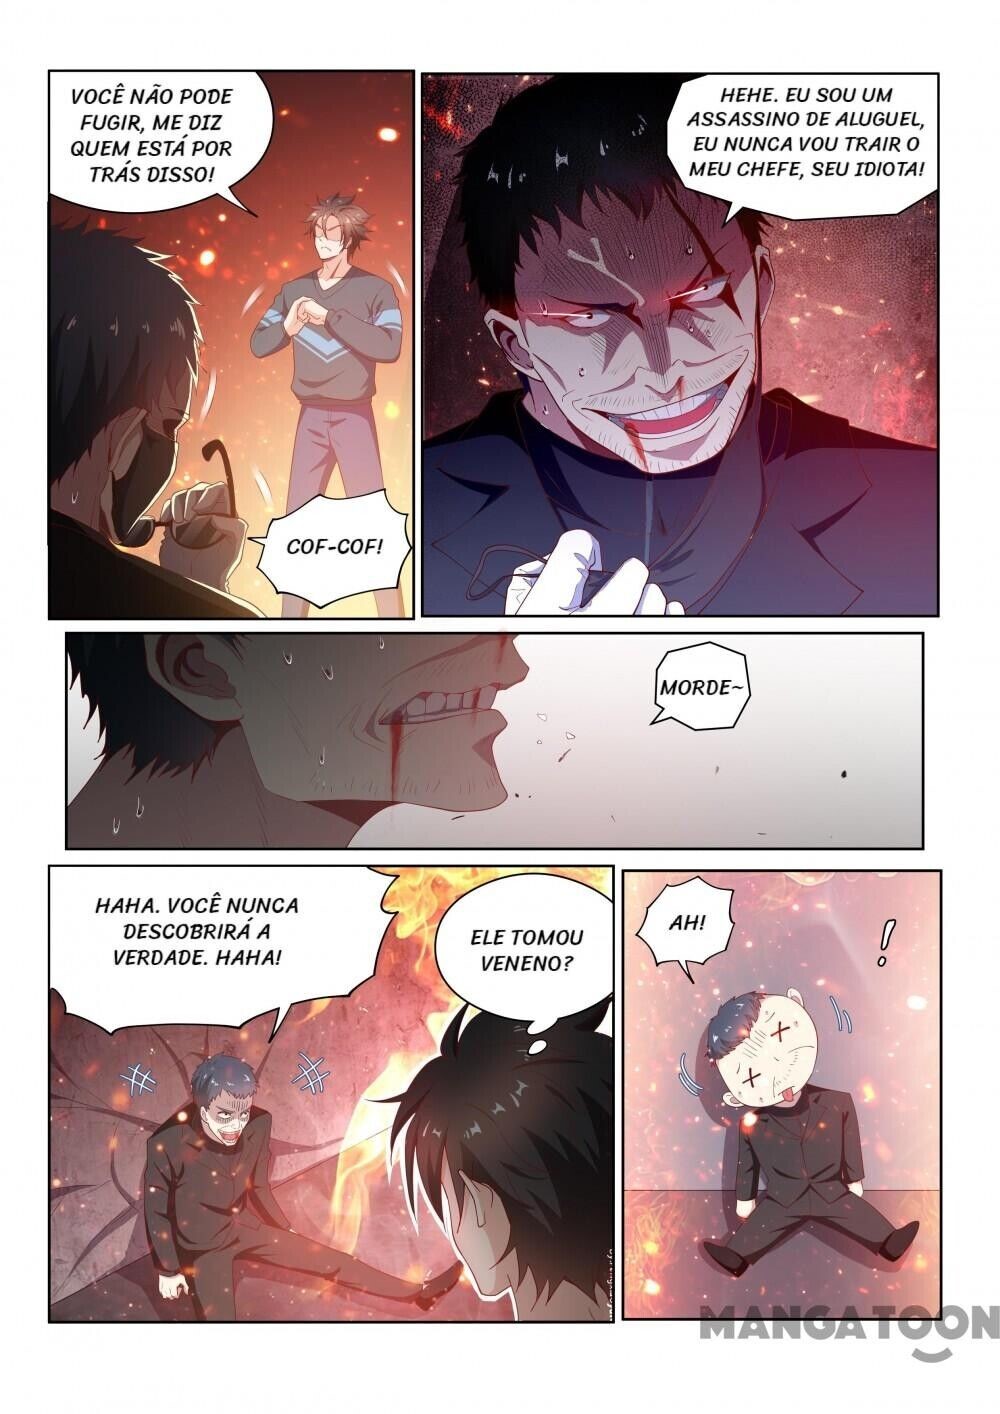 VOCÊ NÃO PODE
FUGIR, ME DIZ
QUEM ESTÁ POR
TRÁS DISSO!
COF-COF!
HEHE. EU SOU UM
ASSASSINO DE ALUGUEL,
EU NUNCA VOU TRAIR O
MEU CHEFE, SEU IDIOTA!
MORDE~
HAHA. VOCÊ NUNCA
DESCOBRIRÁ A
VERDADE. HAHA!
ELE TOMOU
VENENO?
AH!
!
MANGATOON